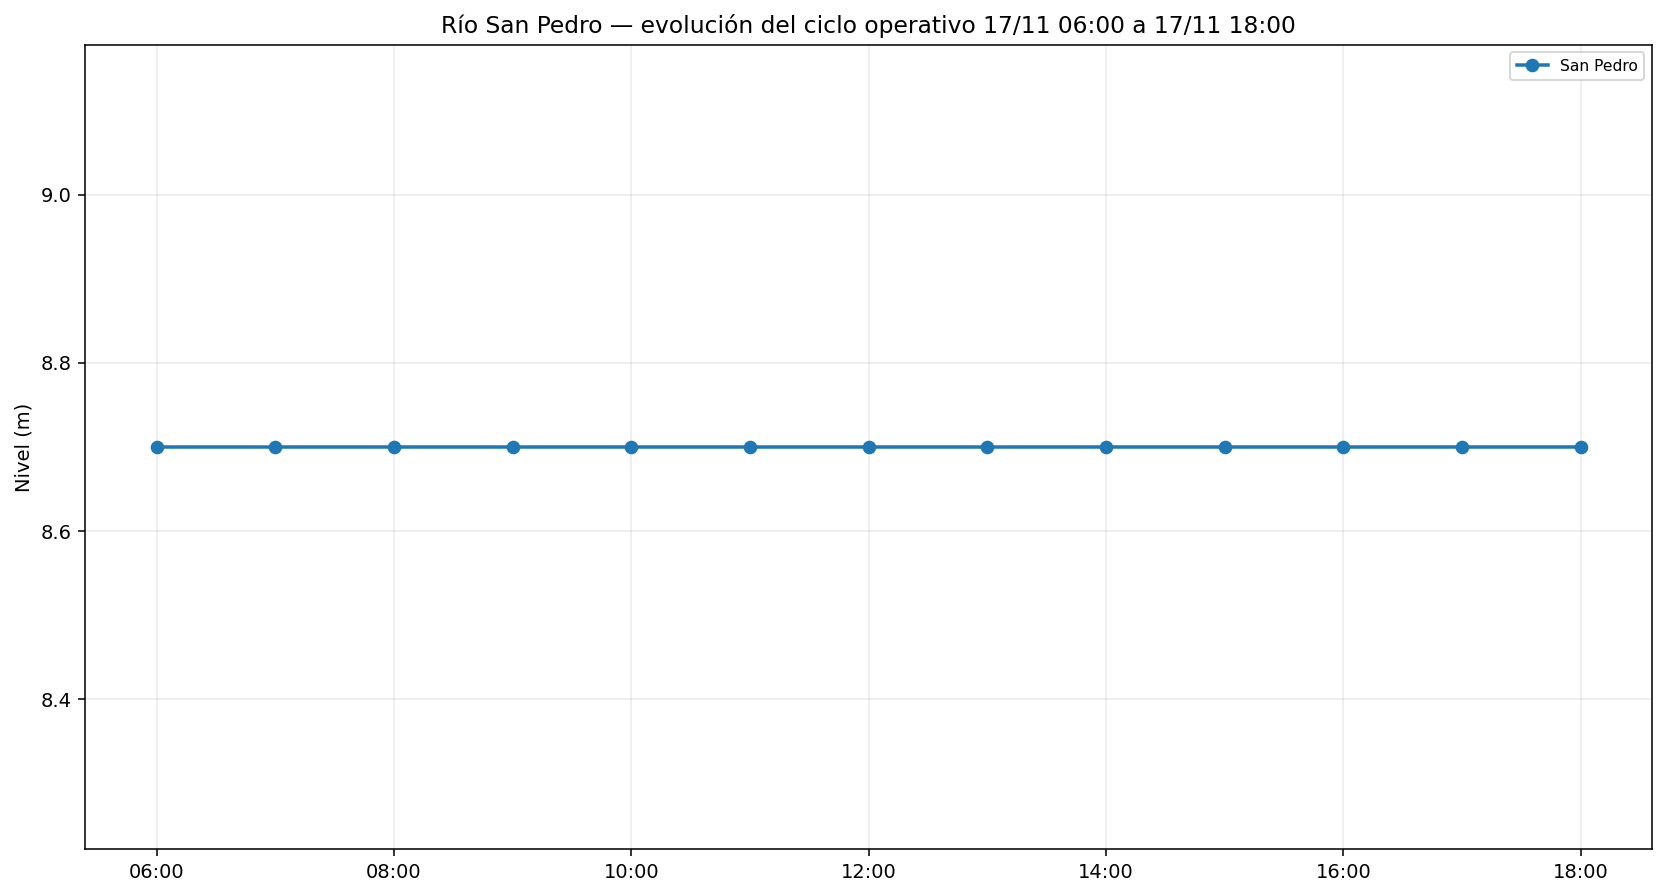 Río San Pedro — evolución del ciclo operativo 17/11 06:00 a 17/11 18:00
San Pedro
Nivel (m)
9.0
8.8
8.6
8.4
06:00 08:00 10:00 12:00 14:00 16:00 18:00